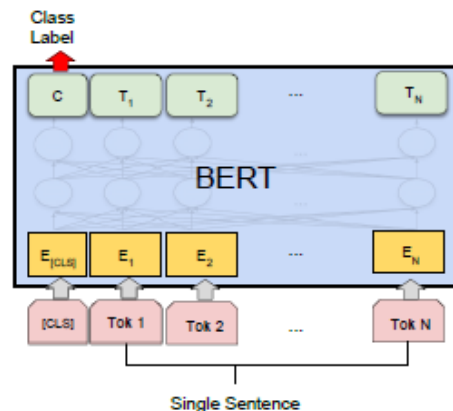 Class
Label
C T1 T2 ... TN
BERT
E[CLS] E1 E2 ... EN
[CLS] Tok 1 Tok 2 ... Tok N
Single Sentence